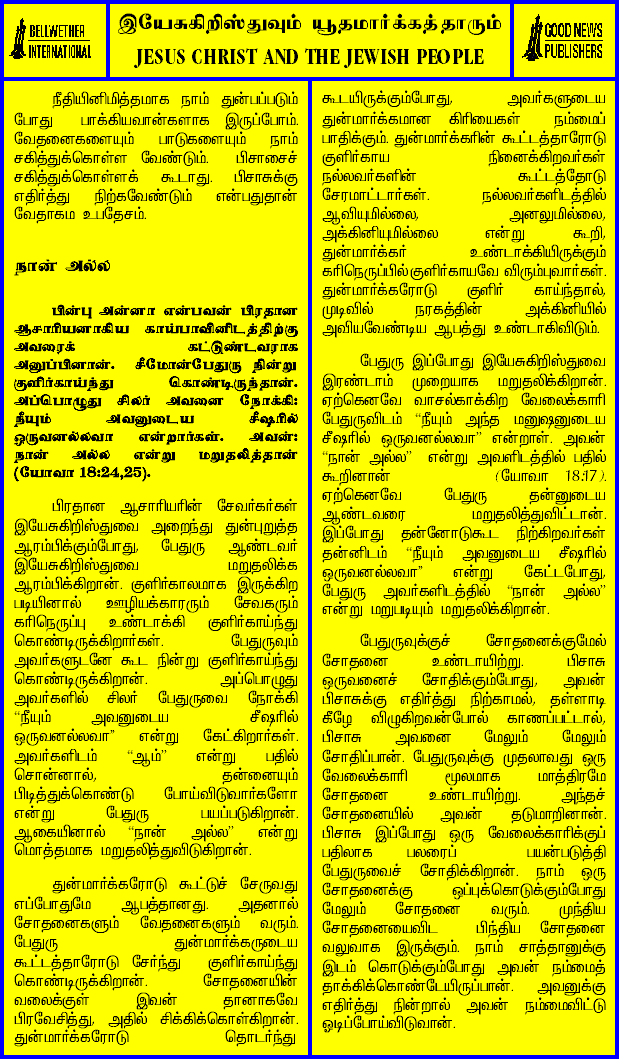 BELLWETHER
INTERNATIONAL
இயேசுகிறிஸ்துவும் யூதமார்க்கத்தாரும்
JESUS CHRIST AND THE JEWISH PEOPLE
GOOD NEWS
PUBLISHERS
நீதியினிமித்தமாக நாம் துன்பப்படும்
போது பாக்கியவான்களாக இருப்போம்.
வேதனைகளையும் பாடுகளையும் நாம்
சகித்துக்கொள்ள வேண்டும். பிசாசைச்
சகித்துக்கொள்ளக் கூடாது. பிசாசுக்கு
எதிர்த்து நிற்கவேண்டும் என்பதுதான்
வேதாகம உபதேசம்.
நான் அல்ல
பின்பு அன்னா என்பவன் பிரதான
ஆசாரியனாகிய காய்பாவினிடத்திற்கு
அவரைக் கட்டுண்டவராக
அனுப்பினான். சீமோன்பேதுரு நின்று
குளிர்காய்ந்து கொண்டிருந்தான்.
அப்பொழுது சிலர் அவனை நோக்கி:
நீயும் அவனுடைய சீஷரில்
ஒருவனல்லவா என்றார்கள். அவன்:
நான் அல்ல என்று மறுதலித்தான்
(யோவா 18:24,25).
பிரதான ஆசாரியரின் சேவர்கர்கள்
இயேசுகிறிஸ்துவை அறைந்து துன்புறுத்த
ஆரம்பிக்கும்போது, பேதுரு ஆண்டவர்
இயேசுகிறிஸ்துவை மறுதலிக்க
ஆரம்பிக்கிறான். குளிர்காலமாக இருக்கிற
படியினால் ஊழியக்காரரும் சேவகரும்
கரிநெருப்பு உண்டாக்கி குளிர்காய்ந்து
கொண்டிருக்கிறார்கள். பேதுருவும்
அவர்களுடனே கூட நின்று குளிர்காய்ந்து
கொண்டிருக்கிறான். அப்பொழுது
அவர்களில் சிலர் பேதுருவை நோக்கி
“நீயும் அவனுடைய சீஷரில்
ஒருவனல்லவா” என்று கேட்கிறார்கள்.
அவர்களிடம் “ஆம்” என்று பதில்
சொன்னால், தன்னையும்
பிடித்துக்கொண்டு போய்விடுவார்களோ
என்று பேதுரு பயப்படுகிறான்.
ஆகையினால் “நான் அல்ல” என்று
மொத்தமாக மறுதலித்துவிடுகிறான்.
துன்மார்க்கரோடு கூட்டுச் சேருவது
எப்போதுமே ஆபத்தானது. அதனால்
சோதனைகளும் வேதனைகளும் வரும்.
பேதுரு துன்மார்க்கருடைய
கூட்டத்தாரோடு சேர்ந்து குளிர்காய்ந்து
கொண்டிருக்கிறான். சோதனையின்
வலைக்குள் இவன் தானாகவே
பிரவேசித்து, அதில் சிக்கிக்கொள்கிறான்.
துன்மார்க்கரோடு தொடர்ந்து
கூடயிருக்கும்போது, அவர்களுடைய
துன்மார்க்கமான கிரியைகள் நம்மைப்
பாதிக்கும். துன்மார்க்கரின் கூட்டத்தாரோடு
குளிர்காய நினைக்கிறவர்கள்
நல்லவர்களின் கூட்டத்தோடு
சேரமாட்டார்கள். நல்லவர்களிடத்தில்
ஆவியுமில்லை, அனலுமில்லை,
அக்கினியுமில்லை என்று கூறி,
துன்மார்க்கர் உண்டாக்கியிருக்கும்
கரிநெருப்பில்குளிர்காயவே விரும்புவார்கள்.
துன்மார்க்கரோடு குளிர் காய்ந்தால்,
முடிவில் நரகத்தின் அக்கினியில்
அவியவேண்டிய ஆபத்து உண்டாகிவிடும்.
பேதுரு இப்போது இயேசுகிறிஸ்துவை
இரண்டாம் முறையாக மறுதலிக்கிறான்.
ஏற்கெனவே வாசல்காக்கிற வேலைக்காரி
பேதுருவிடம் “நீயும் அந்த மனுஷனுடைய
சீஷரில் ஒருவனல்லவா” என்றாள். அவன்
“நான் அல்ல” என்று அவளிடத்தில் பதில்
கூறினான் (யோவா 18:17).
ஏற்கெனவே பேதுரு தன்னுடைய
ஆண்டவரை மறுதலித்துவிட்டான்.
இப்போது தன்னோடுகூட நிற்கிறவர்கள்
தன்னிடம் “நீயும் அவனுடைய சீஷரில்
ஒருவனல்லவா” என்று கேட்டபோது,
பேதுரு அவர்களிடத்தில் “நான் அல்ல”
என்று மறுபடியும் மறுதலிக்கிறான்.
பேதுருவுக்குச் சோதனைக்குமேல்
சோதனை உண்டாயிற்று. பிசாசு
ஒருவனைச் சோதிக்கும்போது, அவன்
பிசாசுக்கு எதிர்த்து நிற்காமல், தள்ளாடி
கீழே விழுகிறவன்போல் காணப்பட்டால்,
பிசாசு அவனை மேலும் மேலும்
சோதிப்பான். பேதுருவுக்கு முதலாவது ஒரு
வேலைக்காரி மூலமாக மாத்திரமே
சோதனை உண்டாயிற்று. அந்தச்
சோதனையில் அவன் தடுமாறினான்.
பிசாசு இப்போது ஒரு வேலைக்காரிக்குப்
பதிலாக பலரைப் பயன்படுத்தி
பேதுருவைச் சோதிக்கிறான். நாம் ஒரு
சோதனைக்கு ஒப்புக்கொடுக்கும்போது
மேலும் சோதனை வரும். முந்திய
சோதனையைவிட பிந்திய சோதனை
வலுவாக இருக்கும். நாம் சாத்தானுக்கு
இடம் கொடுக்கும்போது அவன் நம்மைத்
தாக்கிக்கொண்டேயிருப்பான். அவனுக்கு
எதிர்த்து நின்றால் அவன் நம்மைவிட்டு
ஓடிப்போய்விடுவான்.